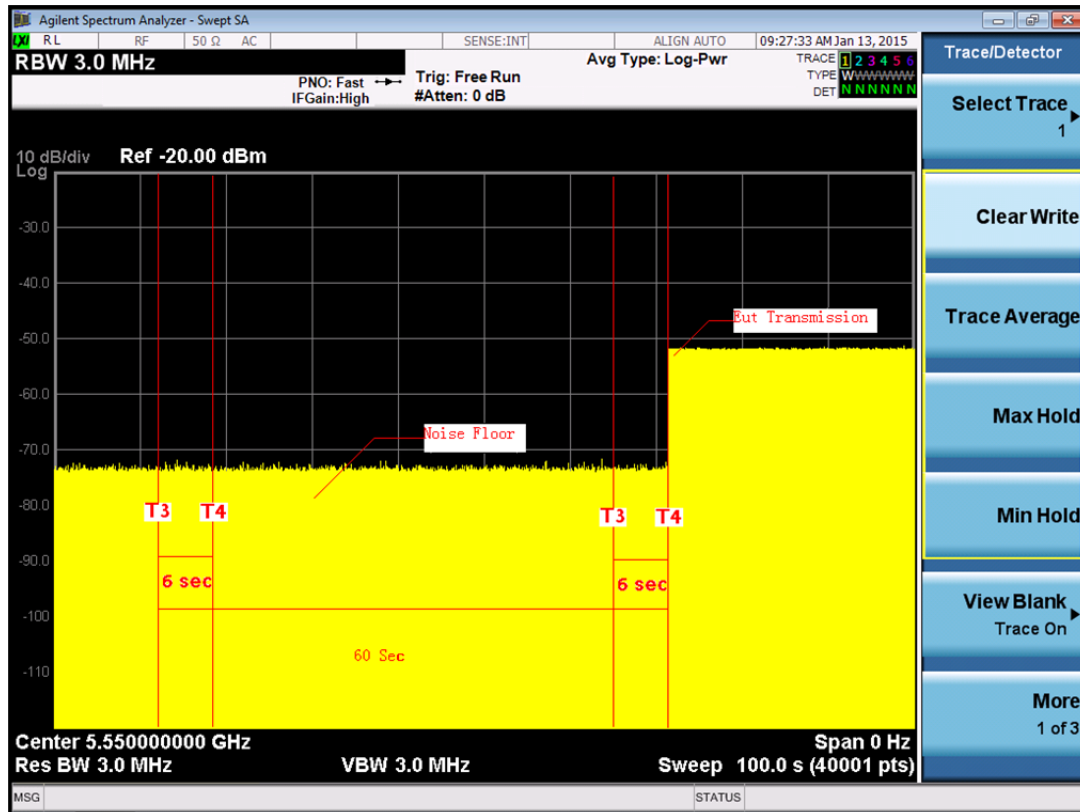 Agilent Spectrum Analyzer - Swept SA
LXI RL RF 50 Ω AC SENSE:INT ALIGN AUTO 09:27:33 AM Jan 13, 2015
RBW 3.0 MHz
PNO: Fast
IFGain:High
Trig: Free Run
#Atten: 0 dB
Avg Type: Log-Pwr
TRACE 1 2 3 4 5 6
TYPE WWWWWW
DET N N N N N N
10 dB/div Ref -20.00 dBm
Log
-30.0
-40.0
-50.0
-60.0
-70.0
-80.0
-90.0
-100
-110
Eut Transmission
Noise Floor
T3 T4 T3 T4
6 sec 6 sec
60 Sec
Center 5.550000000 GHz Span 0 Hz
Res BW 3.0 MHz VBW 3.0 MHz Sweep 100.0 s (40001 pts)
MSG STATUS
Trace/Detector
Select Trace
1
Clear Write
Trace Average
Max Hold
Min Hold
View Blank
Trace On
More
1 of 3